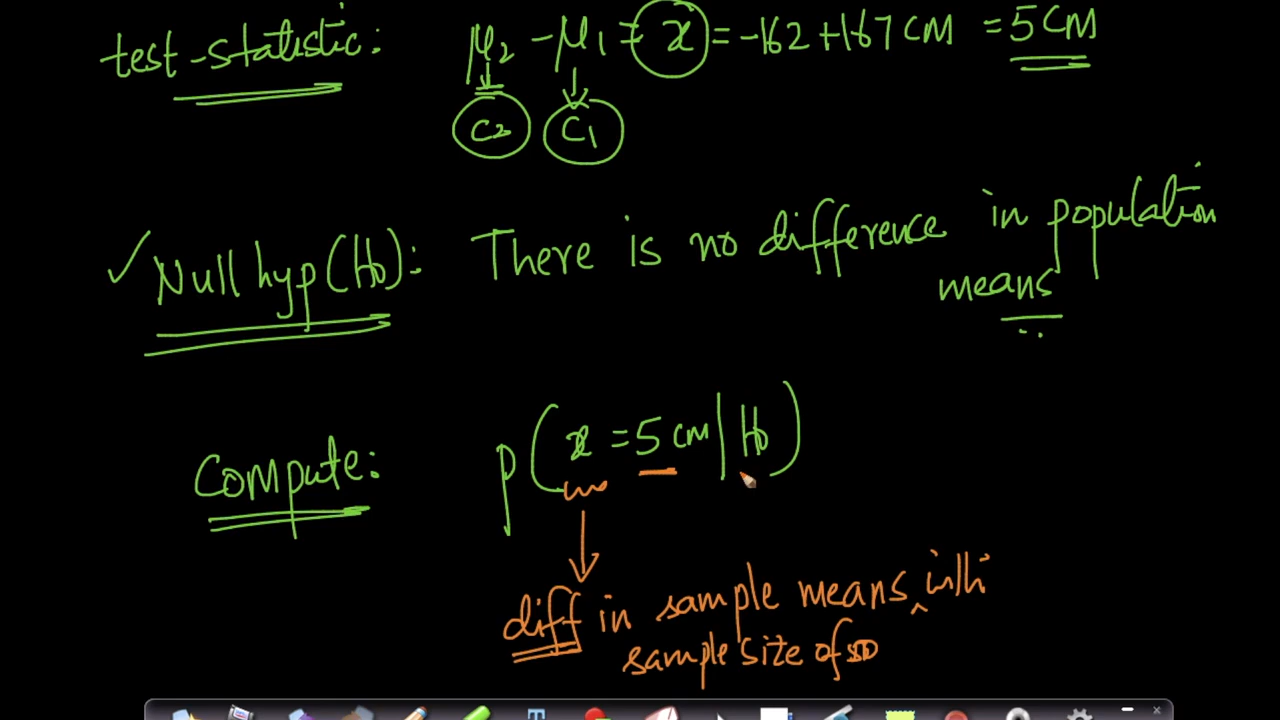 test-statistic: μ2 - μ1 = x = -162 + 167 CM = 5 CM
C2 C1
Null hyp (H0): There is no difference in population
means
Compute: P(x = 5 cm | H0)
diff in sample means with
sample size of 50